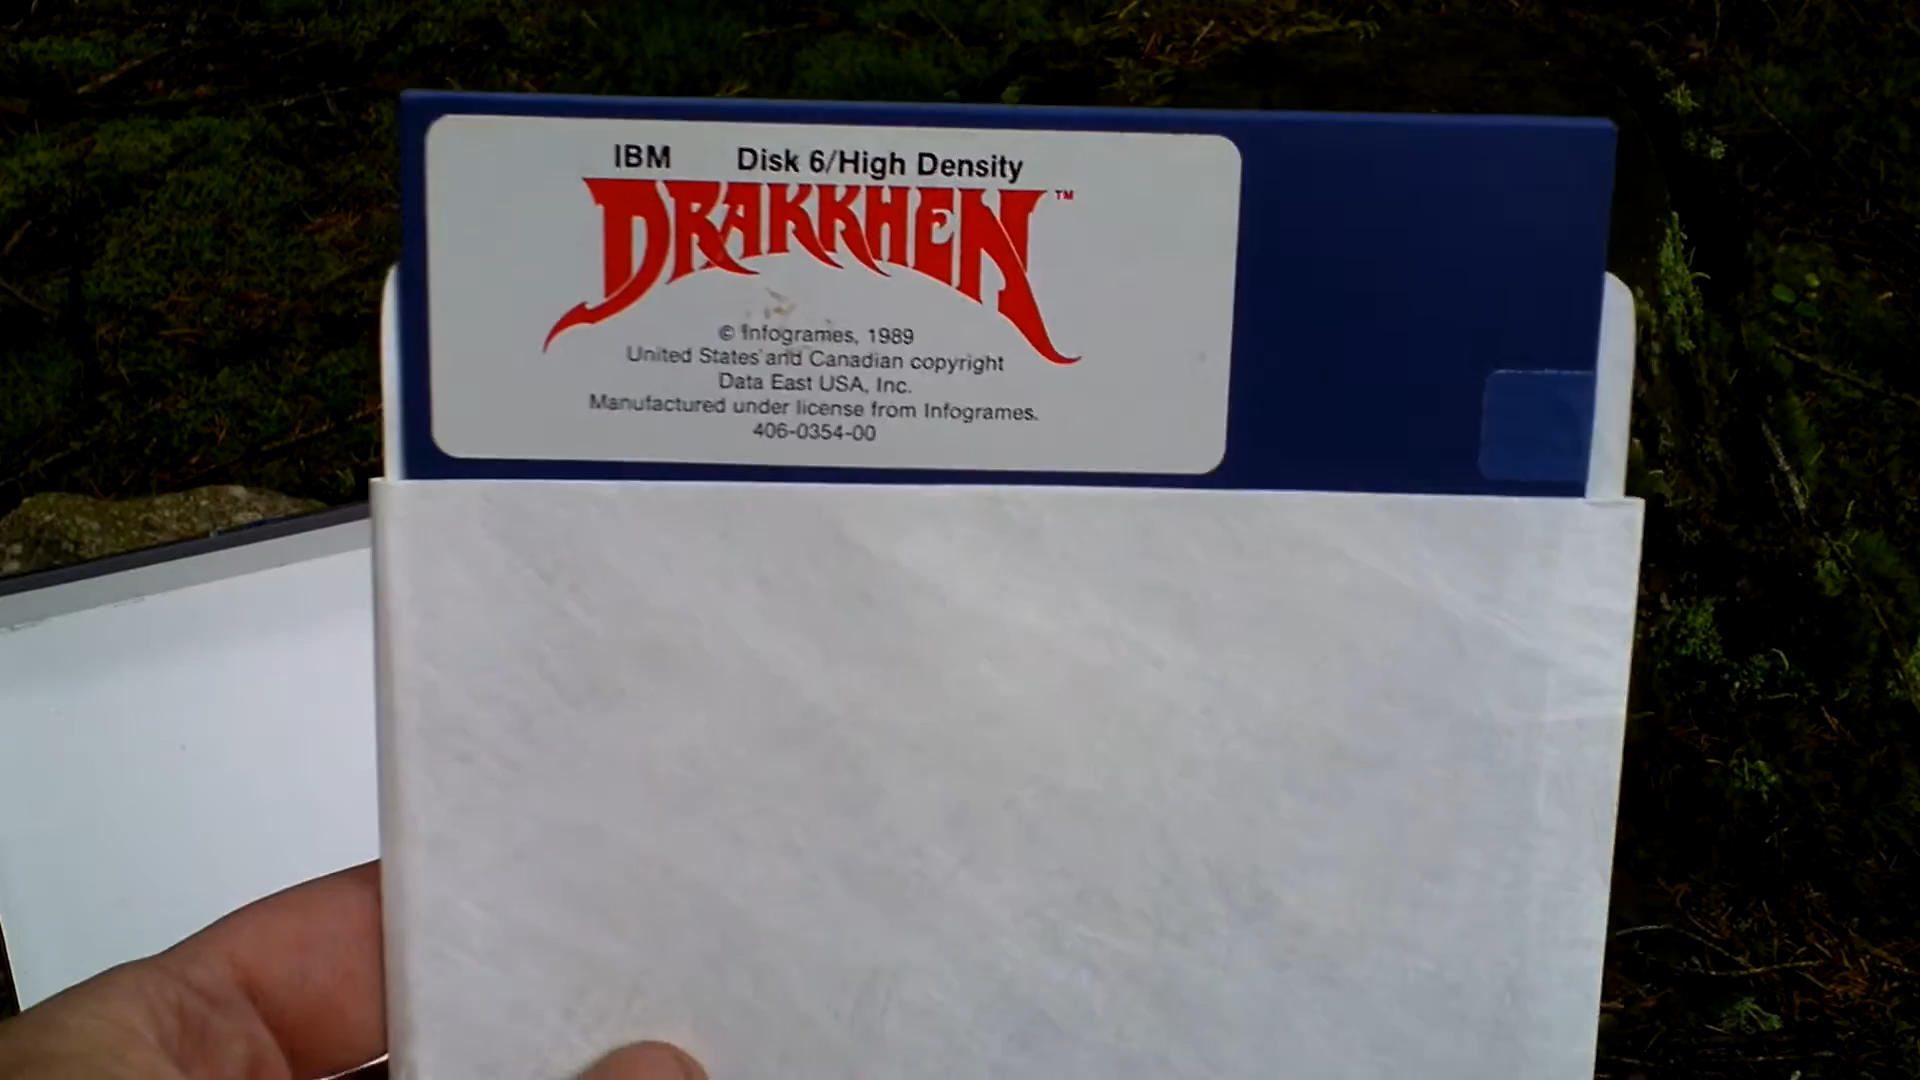 IBM Disk 6/High Density
DRAKKHEN™
© Infogrames, 1989
United States and Canadian copyright
Data East USA, Inc.
Manufactured under license from Infogrames.
406-0354-00